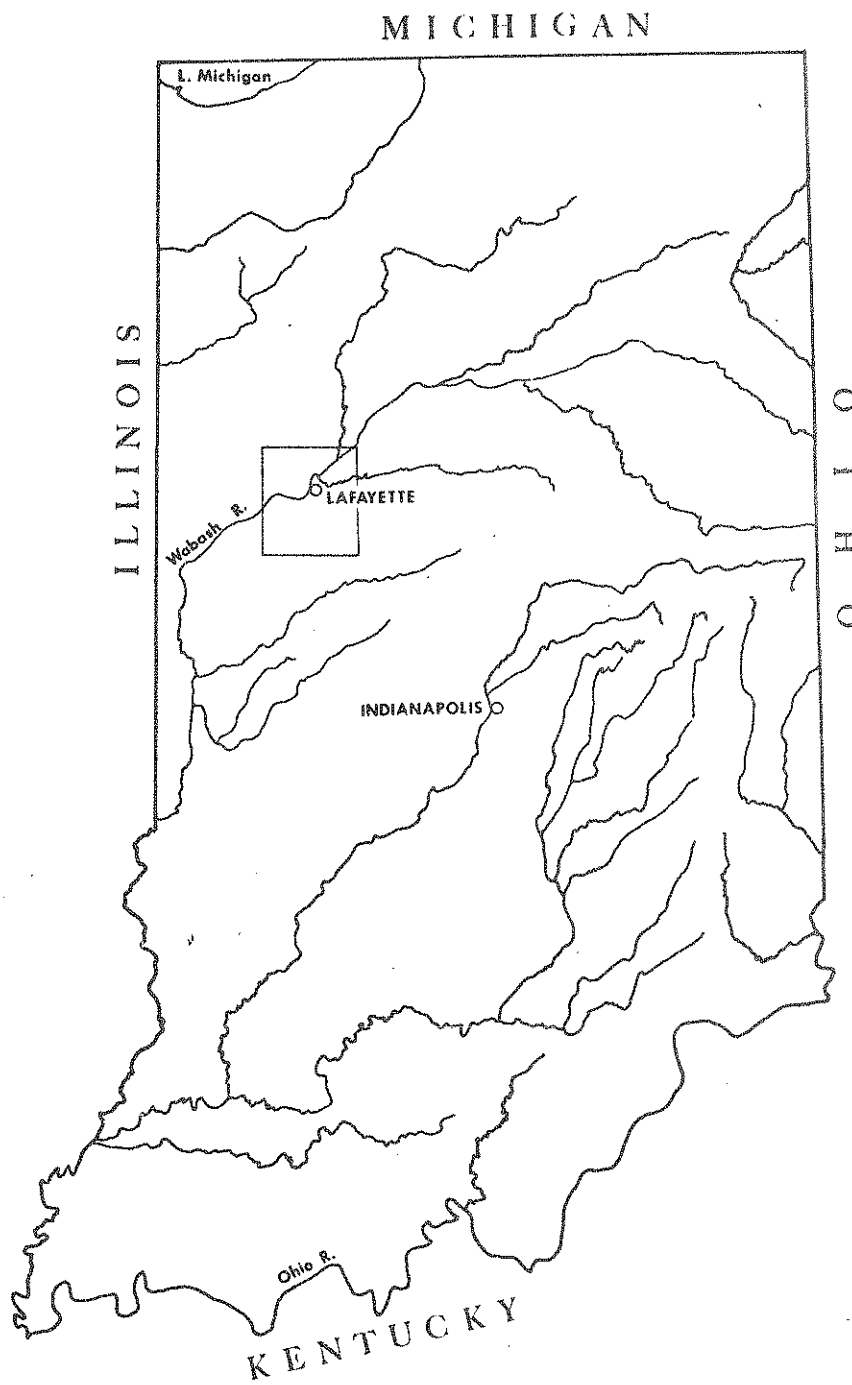 MICHIGAN
L. Michigan
ILLINOIS
OHIO
LAFAYETTE
Wabash R.
INDIANAPOLIS
Ohio R.
KENTUCKY